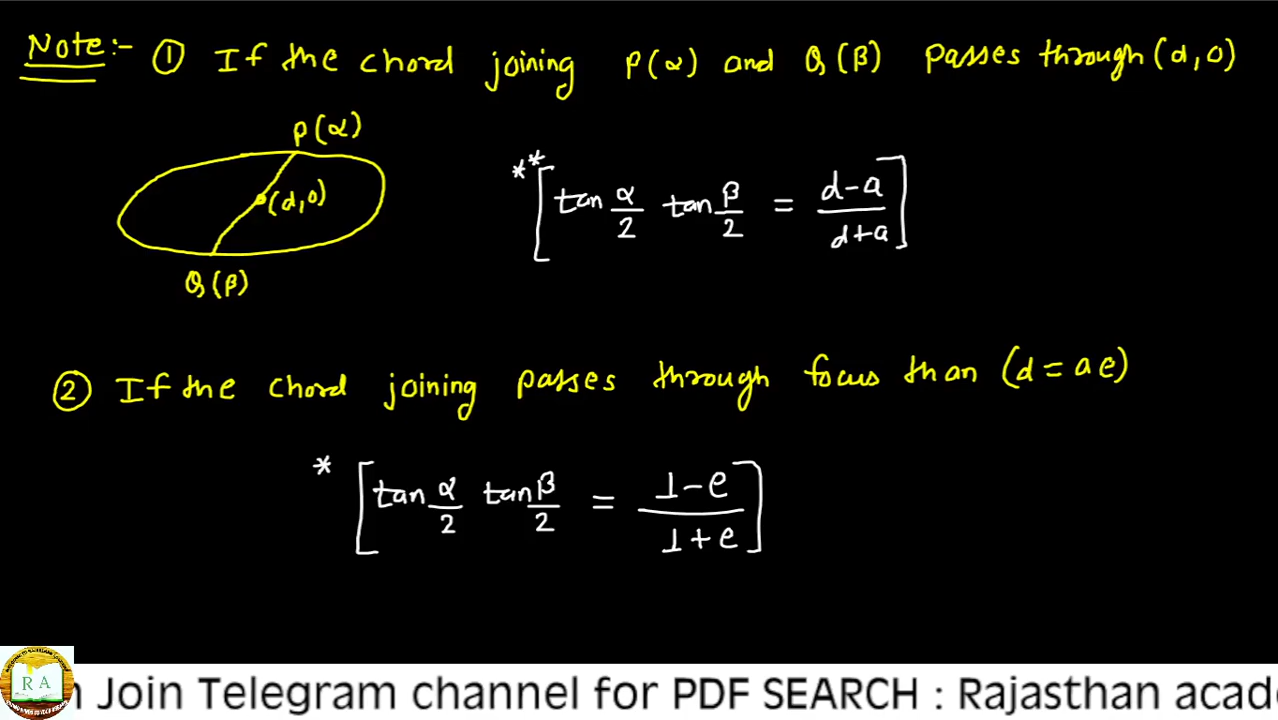 Note:- ① If the chord joining P(α) and Q(β) passes through (d,0)
P(α)
(d,0)
Q(β)
** [tan α/2 tan β/2 = d-a/d+a]
② If the chord joining passes through focus than (d = ae)
* [tan α/2 tan β/2 = 1-e/1+e]
RA
Join Telegram channel for PDF SEARCH : Rajasthan acade